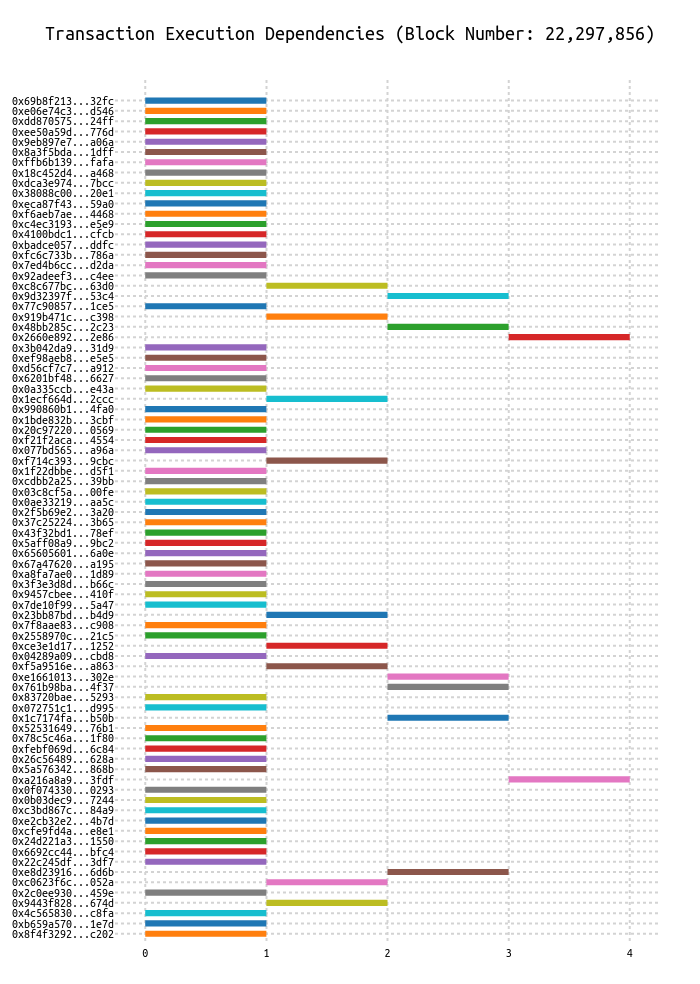 Transaction Execution Dependencies (Block Number: 22,297,856)
0x69b8f213...32fc
0xe06e74c3...d546
0xdd870575...24ff
0xee50a59d...776d
0x9eb897e7...a06a
0x8a3f5bda...1dff
0xffb6b139...fafa
0x18c452d4...a468
0xdca3e974...7bcc
0x38088c00...20e1
0xeca87f43...59a0
0xf6aeb7ae...4468
0xc4ec3193...e5e9
0x4100bdc1...cfcb
0xbadce057...ddfc
0xfc6c733b...786a
0x7ed4b6cc...d2da
0x92adeef3...c4ee
0xc8c677bc...63d0
0x9d32397f...53c4
0x77c90857...1ce5
0x919b471c...c398
0x48bb285c...2c23
0x2660e892...2e86
0x3b042da9...31d9
0xef98aeb8...e5e5
0xd56cf7c7...a912
0x6201bf48...6627
0x0a335ccb...e43a
0x1ecf664d...2ccc
0x990860b1...4fa0
0x1bde832b...3cbf
0x20c97220...0569
0xf21f2aca...4554
0x077bd565...a96a
0xf714c393...9cbc
0x1f22dbbe...d5f1
0xcdbb2a25...39bb
0x03c8cf5a...00fe
0x0ae33219...aa5c
0x2f5b69e2...3a20
0x37c25224...3b65
0x43f32bd1...78ef
0x5aff08a9...9bc2
0x65605601...6a0e
0x67a47620...a195
0xa8fa7ae0...1d89
0x3f3e3d8d...b66c
0x9457cbee...410f
0x7de10f99...5a47
0x23bb87bd...b4d9
0x7f8aae83...c908
0x2558970c...21c5
0xce3e1d17...1252
0x04289a09...cbd8
0xf5a9516e...a863
0xe1661013...302e
0x761b98ba...4f37
0x83720bae...5293
0x072751c1...d995
0x1c7174fa...b50b
0x52531649...76b1
0x78c5c46a...1f80
0xfebf069d...6c84
0x26c56489...628a
0x5a576342...868b
0xa216a8a9...3fdf
0x0f074330...0293
0x0b03dec9...7244
0xc3bd867c...84a9
0xe2cb32e2...4b7d
0xcfe9fd4a...e8e1
0x24d221a3...1550
0x6692cc44...bfc4
0x22c245df...3df7
0xe8d23916...6d6b
0xc0623f6c...052a
0x2c0ee930...459e
0x9443f828...674d
0x4c565830...c8fa
0xb659a570...1e7d
0x8f4f3292...c202
0 1 2 3 4